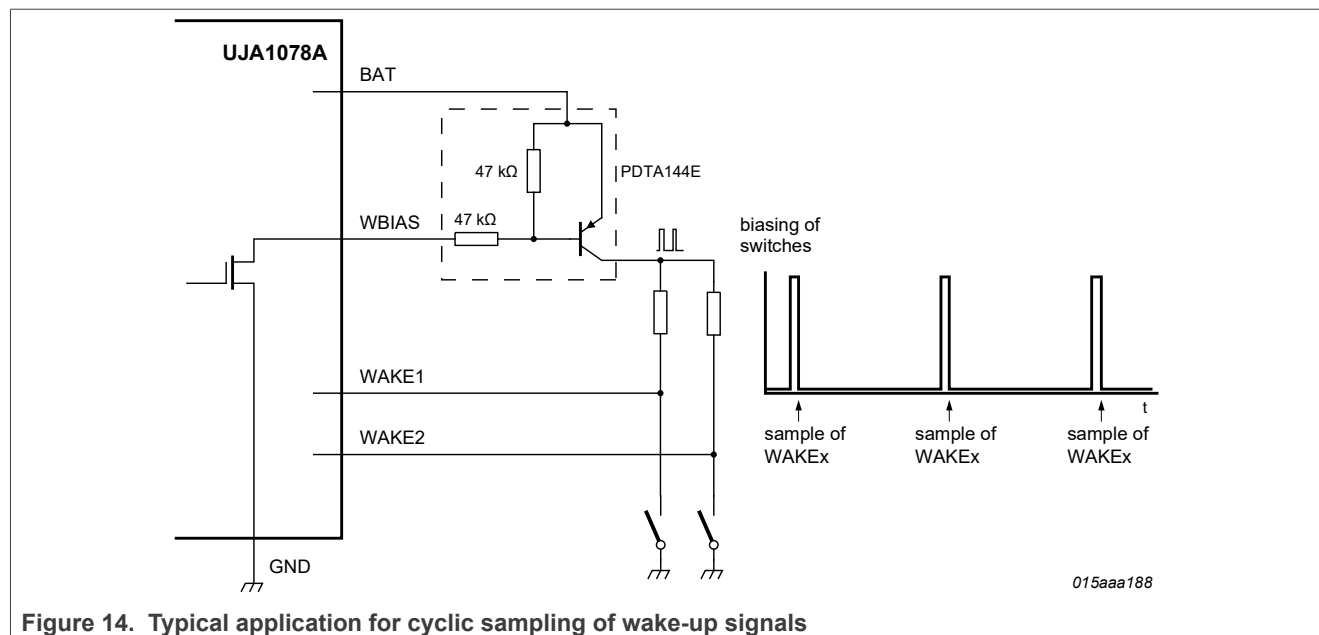 UJA1078A
BAT
47 kΩ
PDTA144E
WBIAS
47 kΩ
biasing of
switches
WAKE1
t
sample of
WAKEx
sample of
WAKEx
sample of
WAKEx
WAKE2
GND
015aaa188
Figure 14. Typical application for cyclic sampling of wake-up signals